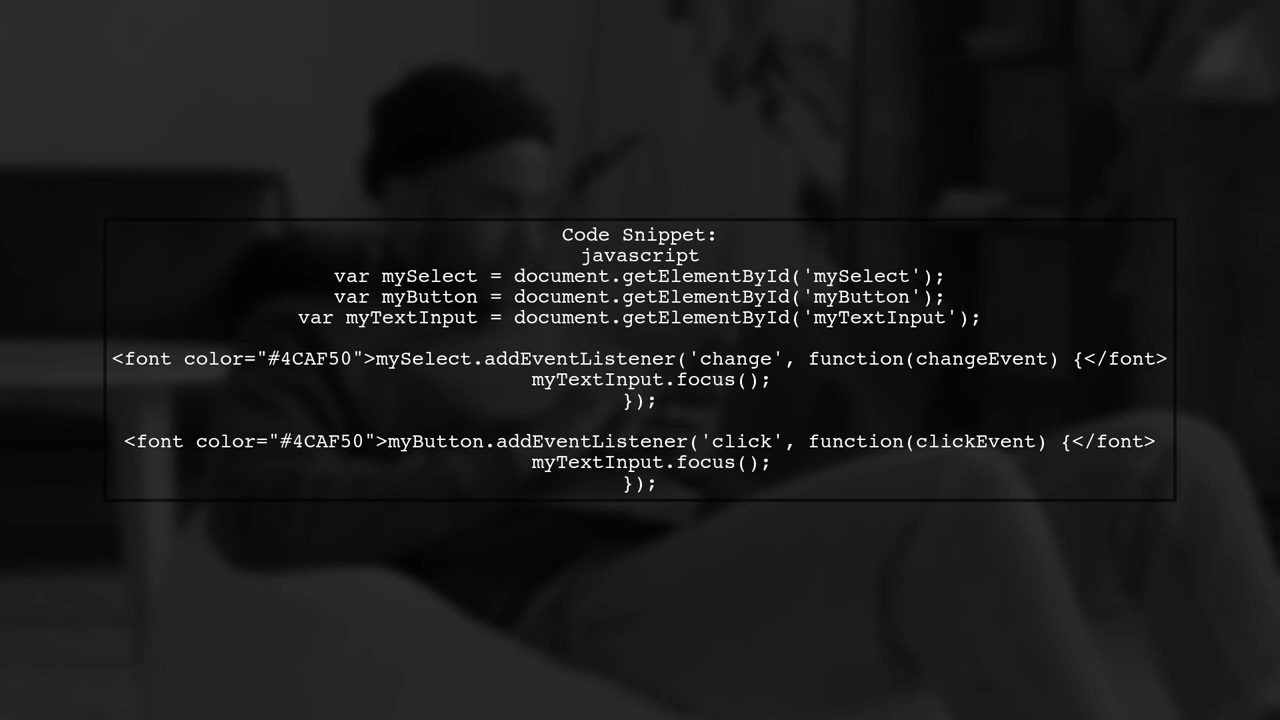 Code Snippet:
javascript
var mySelect = document.getElementById('mySelect');
var myButton = document.getElementById('myButton');
var myTextInput = document.getElementById('myTextInput');
<font color="#4CAF50">mySelect.addEventListener('change', function(changeEvent) {</font>
myTextInput.focus();
});
<font color="#4CAF50">myButton.addEventListener('click', function(clickEvent) {</font>
myTextInput.focus();
});